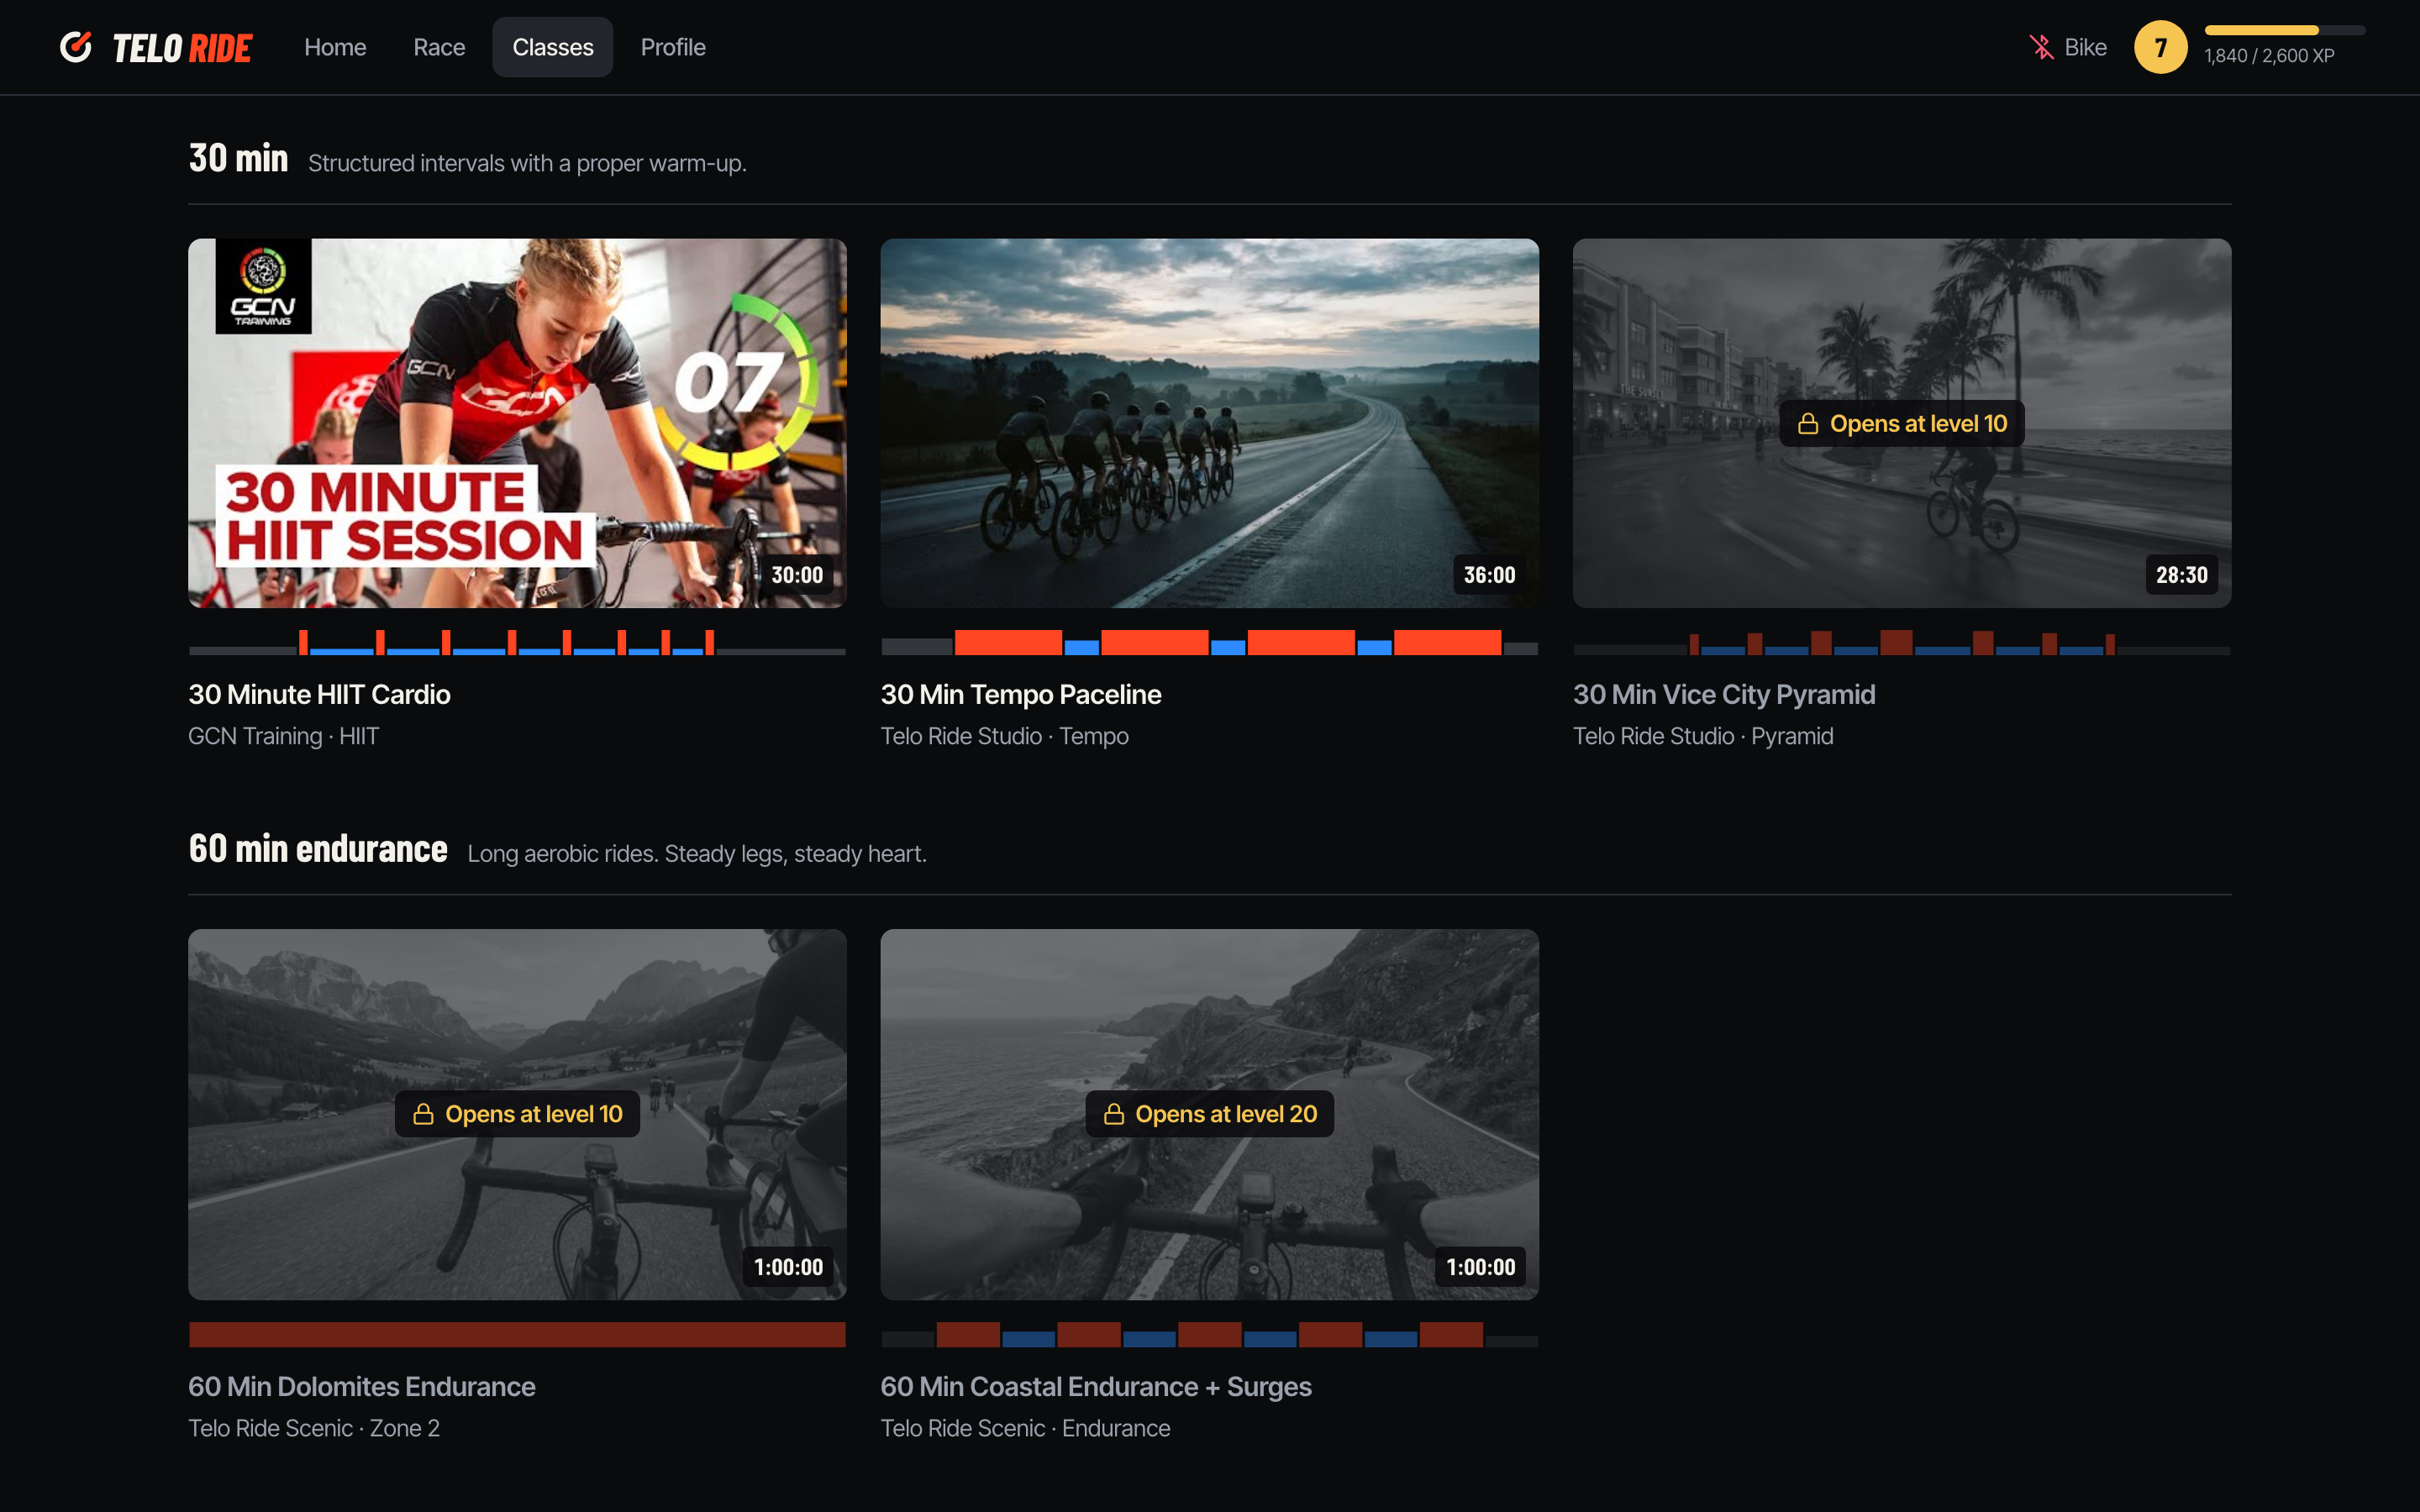 TELO RIDE
Home
Race
Classes
Profile
Bike
7
1,840 / 2,600 XP
30 min
Structured intervals with a proper warm-up.
GCN
TRAINING
GCN
GCN
07
30 MINUTE
HIIT SESSION
30:00
36:00
THE SUNSET
Opens at level 10
28:30
30 Minute HIIT Cardio
GCN Training · HIIT
30 Min Tempo Paceline
Telo Ride Studio · Tempo
30 Min Vice City Pyramid
Telo Ride Studio · Pyramid
60 min endurance
Long aerobic rides. Steady legs, steady heart.
Opens at level 10
1:00:00
Opens at level 20
1:00:00
60 Min Dolomites Endurance
Telo Ride Scenic · Zone 2
60 Min Coastal Endurance + Surges
Telo Ride Scenic · Endurance